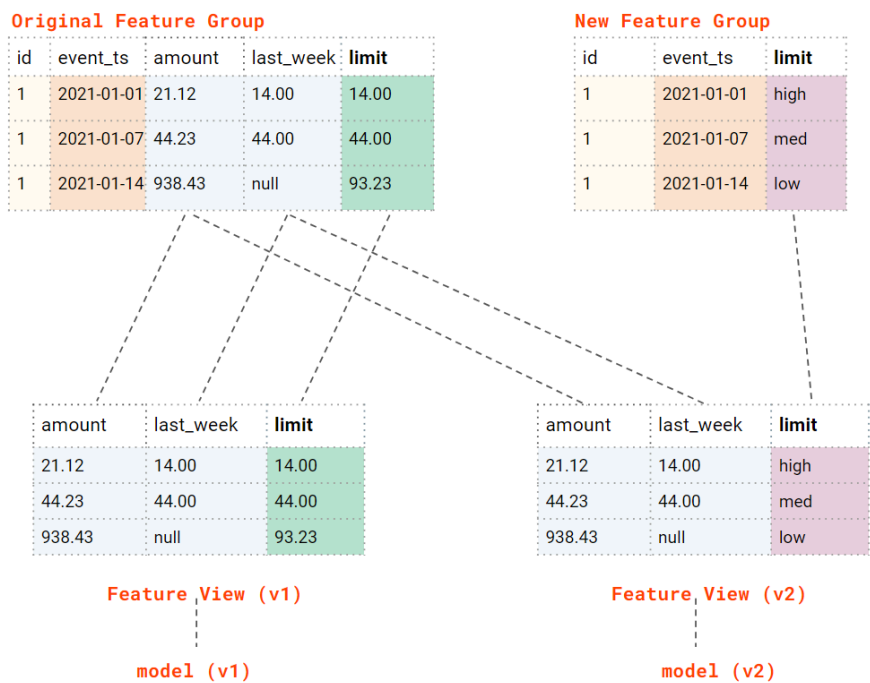 Original Feature Group New Feature Group
id event_ts amount last_week limit id event_ts limit
1 2021-01-01 21.12 14.00 14.00 1 2021-01-01 high
1 2021-01-07 44.23 44.00 44.00 1 2021-01-07 med
1 2021-01-14 938.43 null 93.23 1 2021-01-14 low
amount last_week limit amount last_week limit
21.12 14.00 14.00 21.12 14.00 high
44.23 44.00 44.00 44.23 44.00 med
938.43 null 93.23 938.43 null low
Feature View (v1) Feature View (v2)
model (v1) model (v2)